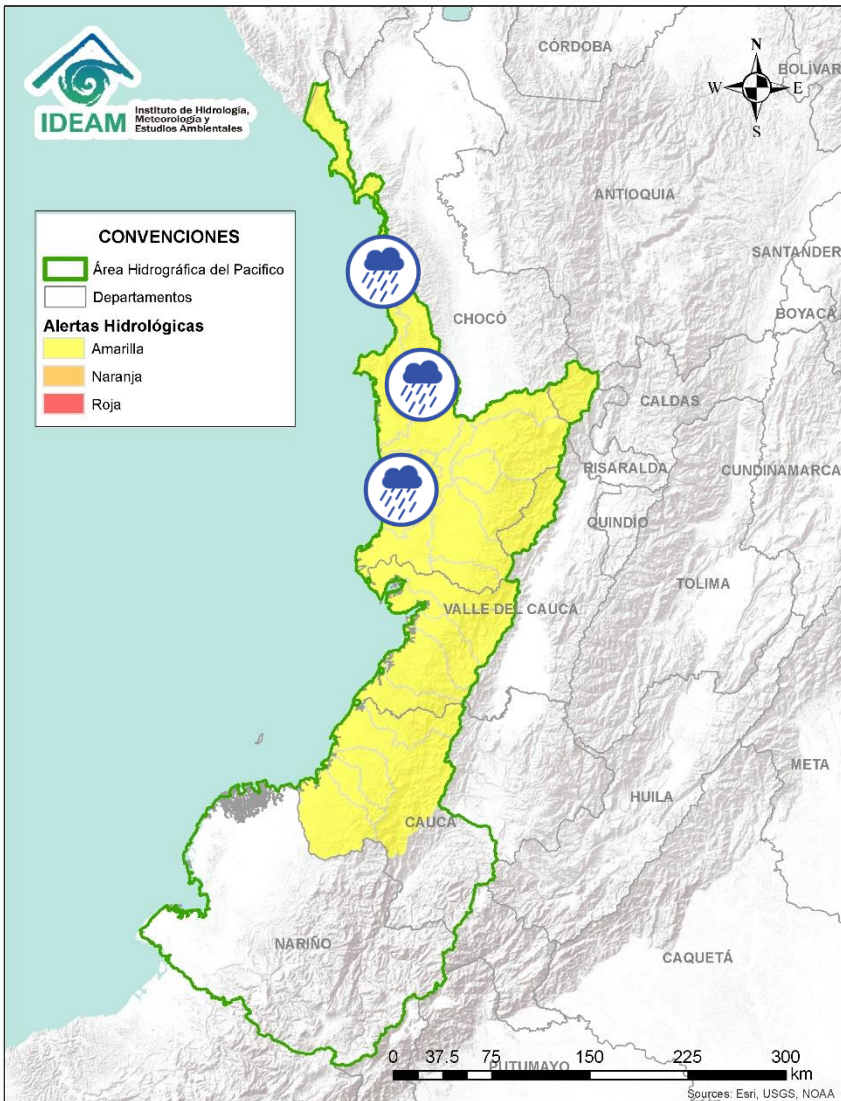 IDEAM
Instituto de Hidrología,
Meteorología y
Estudios Ambientales
N
W E
S
CONVENCIONES
Área Hidrográfica del Pacifico
Departamentos
Alertas Hidrológicas
Amarilla
Naranja
Roja
CÓRDOBA
BOLÍVAR
ANTIOQUIA
SANTANDER
BOYACÁ
CHOCÓ
CALDAS
RISARALDA
CUNDINAMARCA
QUINDÍO
TOLIMA
VALLE DEL CAUCA
META
HUILA
CAUCA
NARIÑO
CAQUETÁ
PUTUMAYO
0 37.5 75 150 225 300
km
Sources: Esri, USGS, NOAA